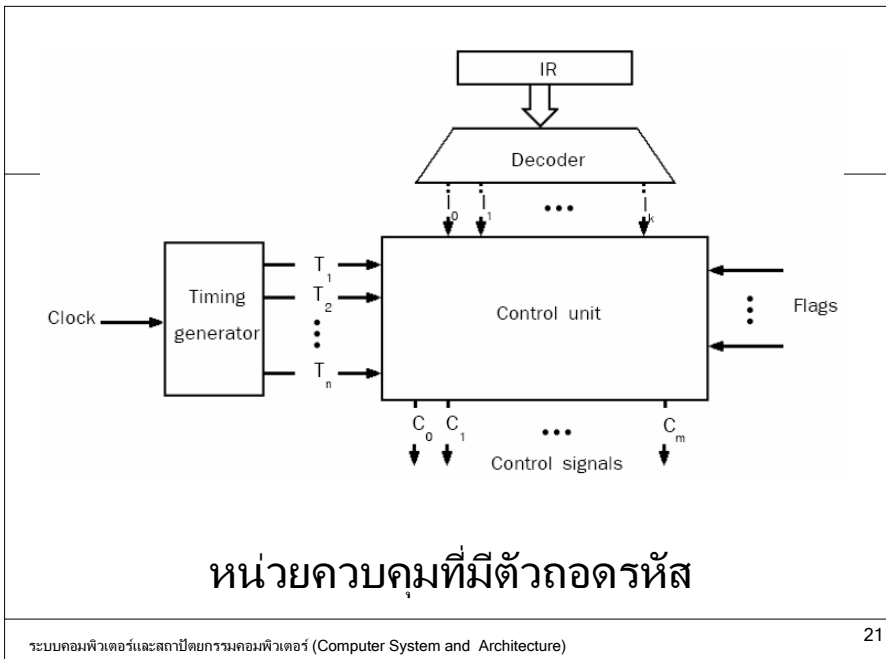 IR
Decoder
I0 I1 ••• Ik
T1
Timing T2
Clock generator Control unit Flags
Tn
C0 C1 ••• Cm
Control signals
หน่วยควบคุมที่มีตัวถอดรหัส
ระบบคอมพิวเตอร์และสถาปัตยกรรมคอมพิวเตอร์ (Computer System and Architecture) 21